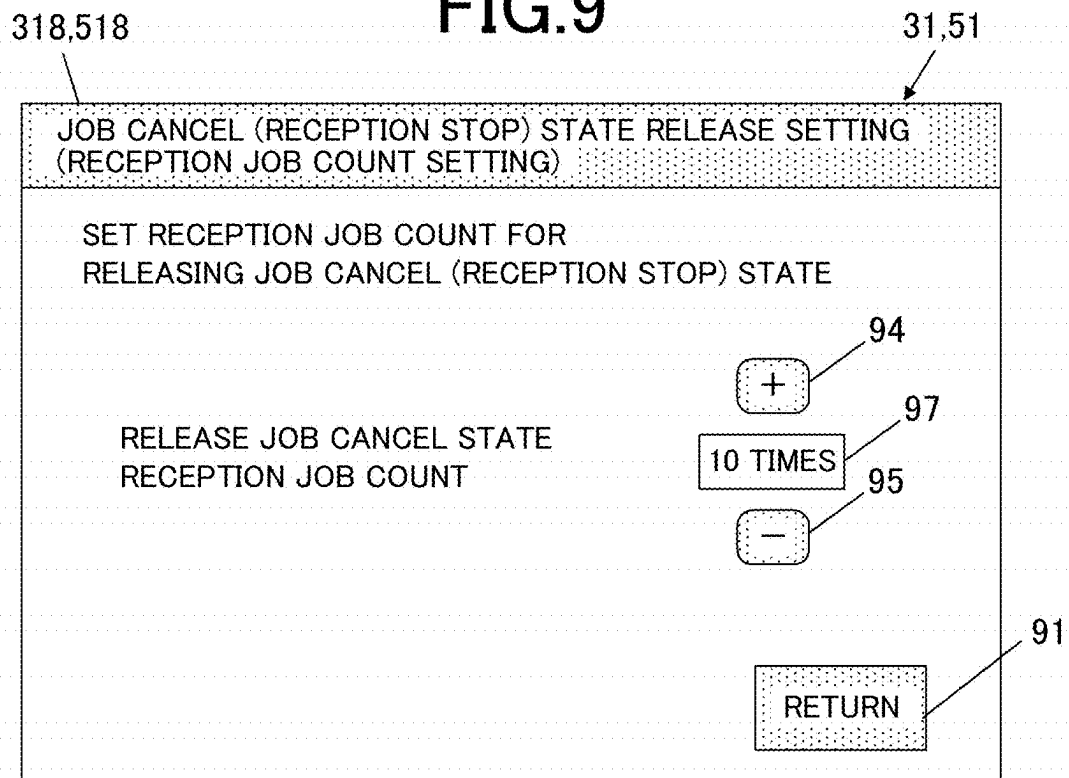 FIG.9
318,518
31,51
JOB CANCEL (RECEPTION STOP) STATE RELEASE SETTING
(RECEPTION JOB COUNT SETTING)
SET RECEPTION JOB COUNT FOR
RELEASING JOB CANCEL (RECEPTION STOP) STATE
94
+
97
RELEASE JOB CANCEL STATE
RECEPTION JOB COUNT
10 TIMES
95
−
91
RETURN